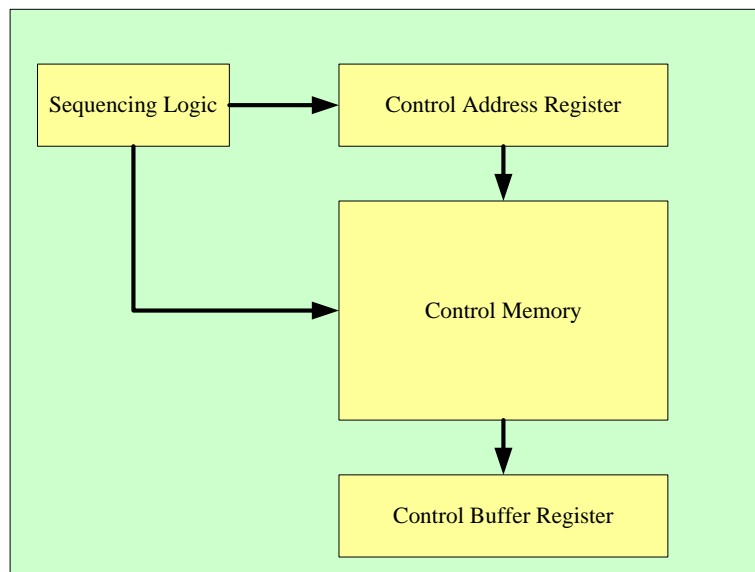 Sequencing Logic
Control Address Register
Control Memory
Control Buffer Register